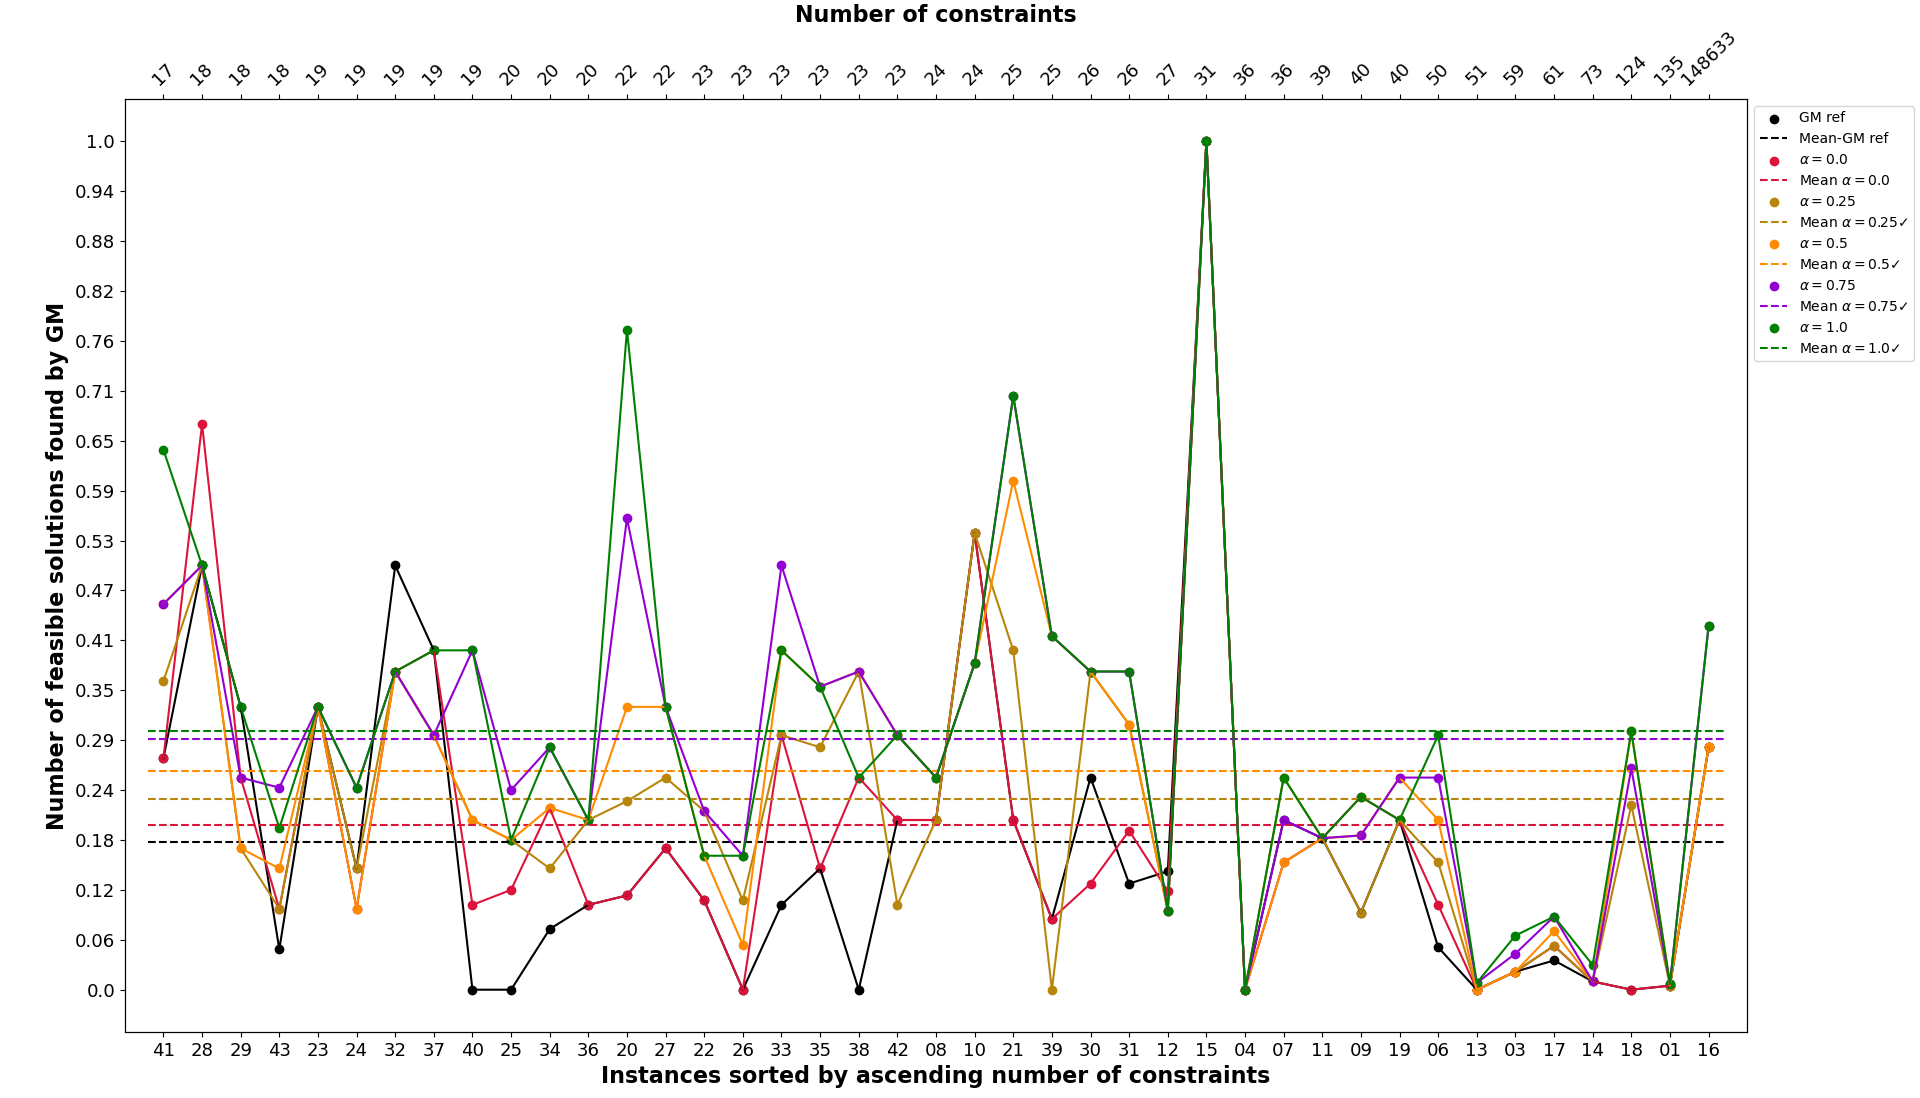 Number of constraints
17 18 18 18 19 19 19 19 19 20 20 20 22 22 23 23 23 23 23 23 24 24 25 25 26 26 27 31 36 36 39 40 40 50 51 59 61 73 124 135 148633
Number of feasible solutions found by GM
1.0
0.94
0.88
0.82
0.76
0.71
0.65
0.59
0.53
0.47
0.41
0.35
0.29
0.24
0.18
0.12
0.06
0.0
GM ref
Mean-GM ref
α = 0.0
Mean α = 0.0
α = 0.25
Mean α = 0.25✓
α = 0.5
Mean α = 0.5✓
α = 0.75
Mean α = 0.75✓
α = 1.0
Mean α = 1.0✓
41 28 29 43 23 24 32 37 40 25 34 36 20 27 22 26 33 35 38 42 08 10 21 39 30 31 12 15 04 07 11 09 19 06 13 03 17 14 18 01 16
Instances sorted by ascending number of constraints